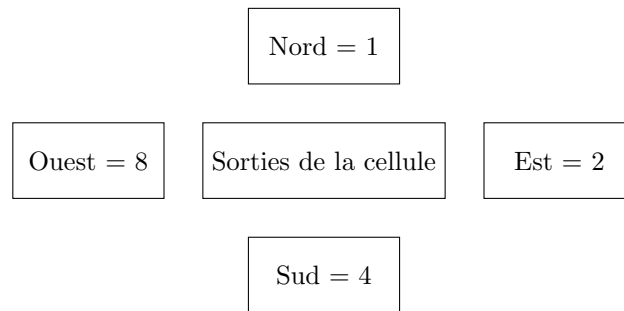 Nord = 1
Ouest = 8
Sorties de la cellule
Est = 2
Sud = 4